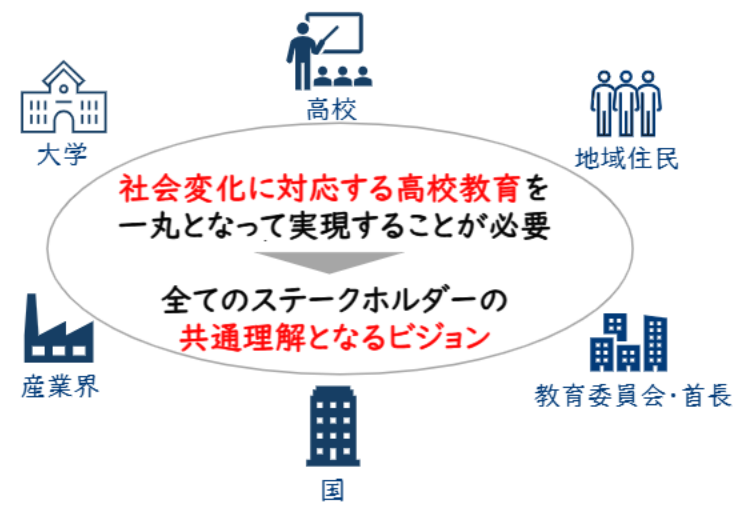 高校
大学
地域住民
社会変化に対応する高校教育を
一丸となって実現することが必要
全てのステークホルダーの
共通理解となるビジョン
産業界
教育委員会・首長
国